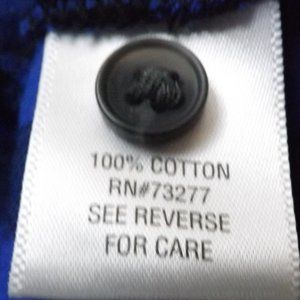 100% COTTON
RN#73277
SEE REVERSE
FOR CARE